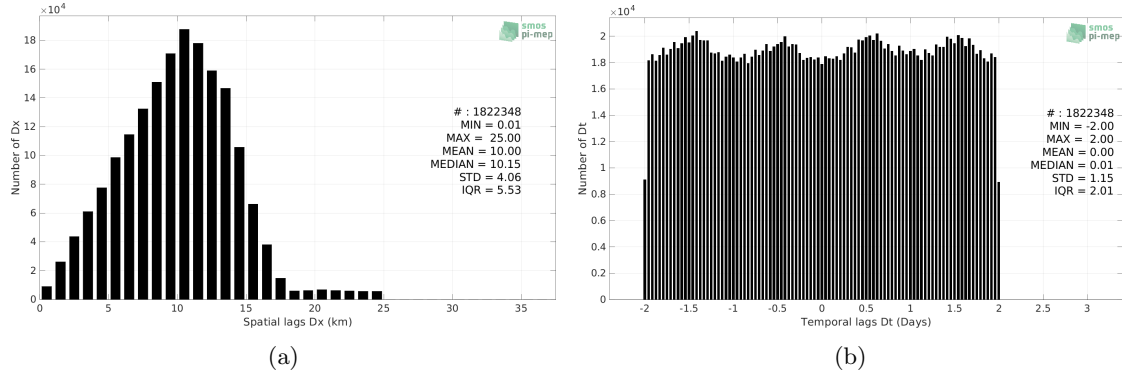 ×10⁴
20
18
16
14
12
10
8
6
4
2
0
Number of Dx
0 5 10 15 20 25 30 35
Spatial lags Dx (km)
smos
pi-mep
# : 1822348
MIN = 0.01
MAX = 25.00
MEAN = 10.00
MEDIAN = 10.15
STD = 4.06
IQR = 5.53
(a)
×10⁴
2
1.8
1.6
1.4
1.2
1
0.8
0.6
0.4
0.2
0
Number of Dt
-2 -1.5 -1 -0.5 0 0.5 1 1.5 2 2.5 3
Temporal lags Dt (Days)
smos
pi-mep
# : 1822348
MIN = -2.00
MAX = 2.00
MEAN = 0.00
MEDIAN = 0.01
STD = 1.15
IQR = 2.01
(b)